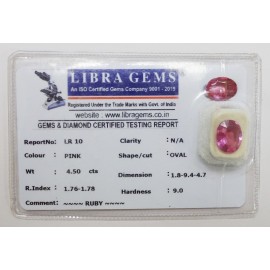 LIBRA GEMS
An ISO Certified Gems Company 9001 - 2015
Registered Under the Trade Marks with Govt. of India
website . www.libragems.co.in
GEMS & DIAMOND CERTIFIED TESTING REPORT
ReportNo: LR 10 Clarity: N/A
Colour : PINK Shape/cut : OVAL
Wt : 4.50 cts Dimension: 1.8-9.4-4.7
R.Index : 1.76-1.78 Hardness : 9.0
Comment : ~~~~ RUBY ~~~~